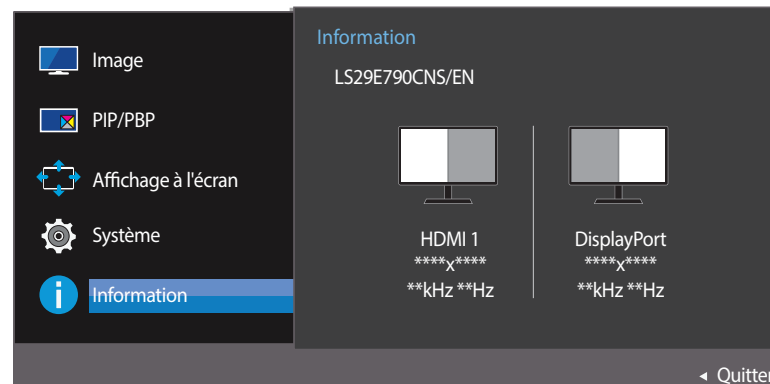 Image
PIP/PBP
Affichage à l'écran
Système
Information
Information
LS29E790CNS/EN
HDMI 1
****x****
**kHz **Hz
DisplayPort
****x****
**kHz **Hz
Quitter